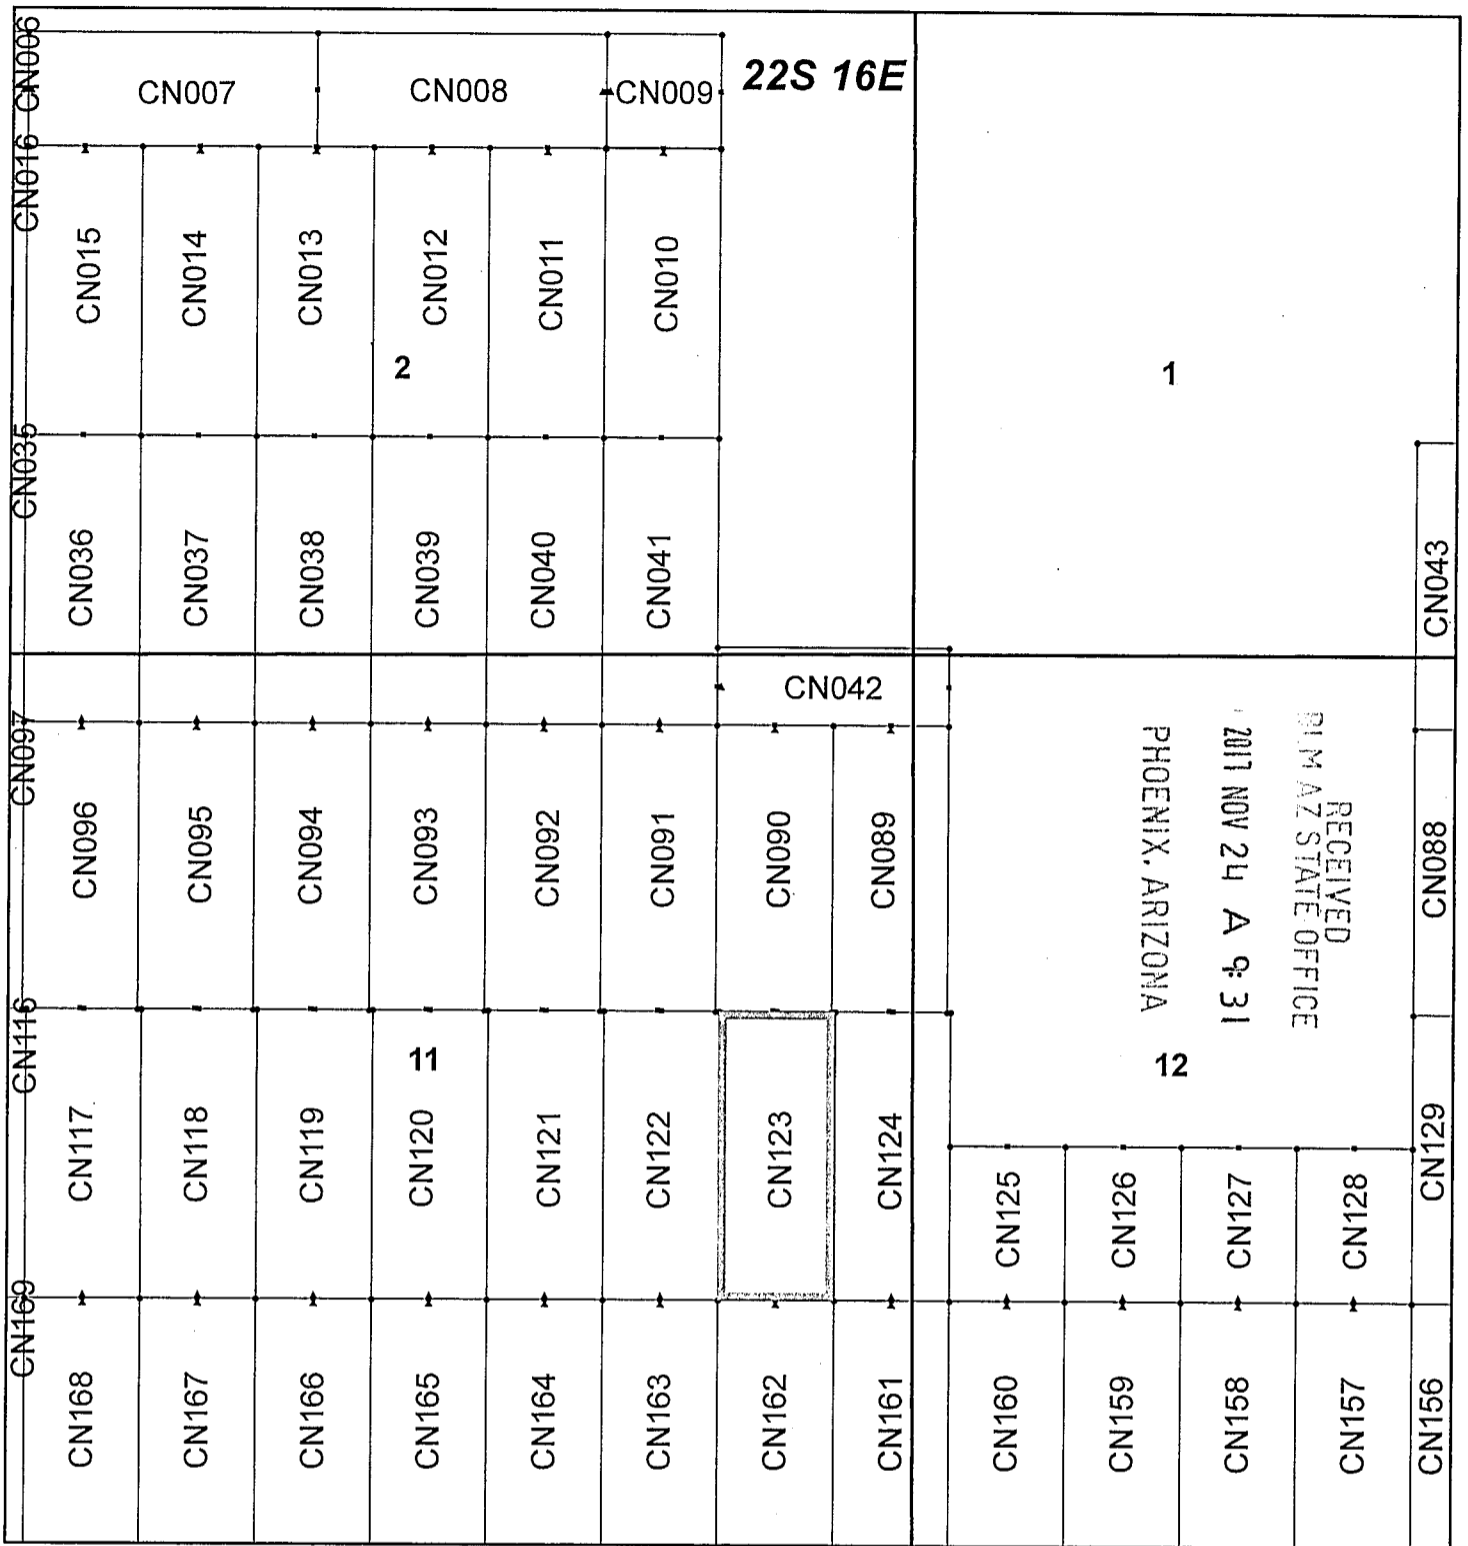 CN006
CN007
CN008
CN009
22S 16E
CN016
CN015
CN014
CN013
CN012
CN011
CN010
2
1
CN035
CN036
CN037
CN038
CN039
CN040
CN041
CN043
CN042
CN097
CN096
CN095
CN094
CN093
CN092
CN091
CN090
CN089
CN088
RECEIVED
BLM AZ STATE OFFICE
2017 NOV 24 A 9:31
PHOENIX, ARIZONA
CN116
11
12
CN117
CN118
CN119
CN120
CN121
CN122
CN123
CN124
CN125
CN126
CN127
CN128
CN129
CN169
CN168
CN167
CN166
CN165
CN164
CN163
CN162
CN161
CN160
CN159
CN158
CN157
CN156